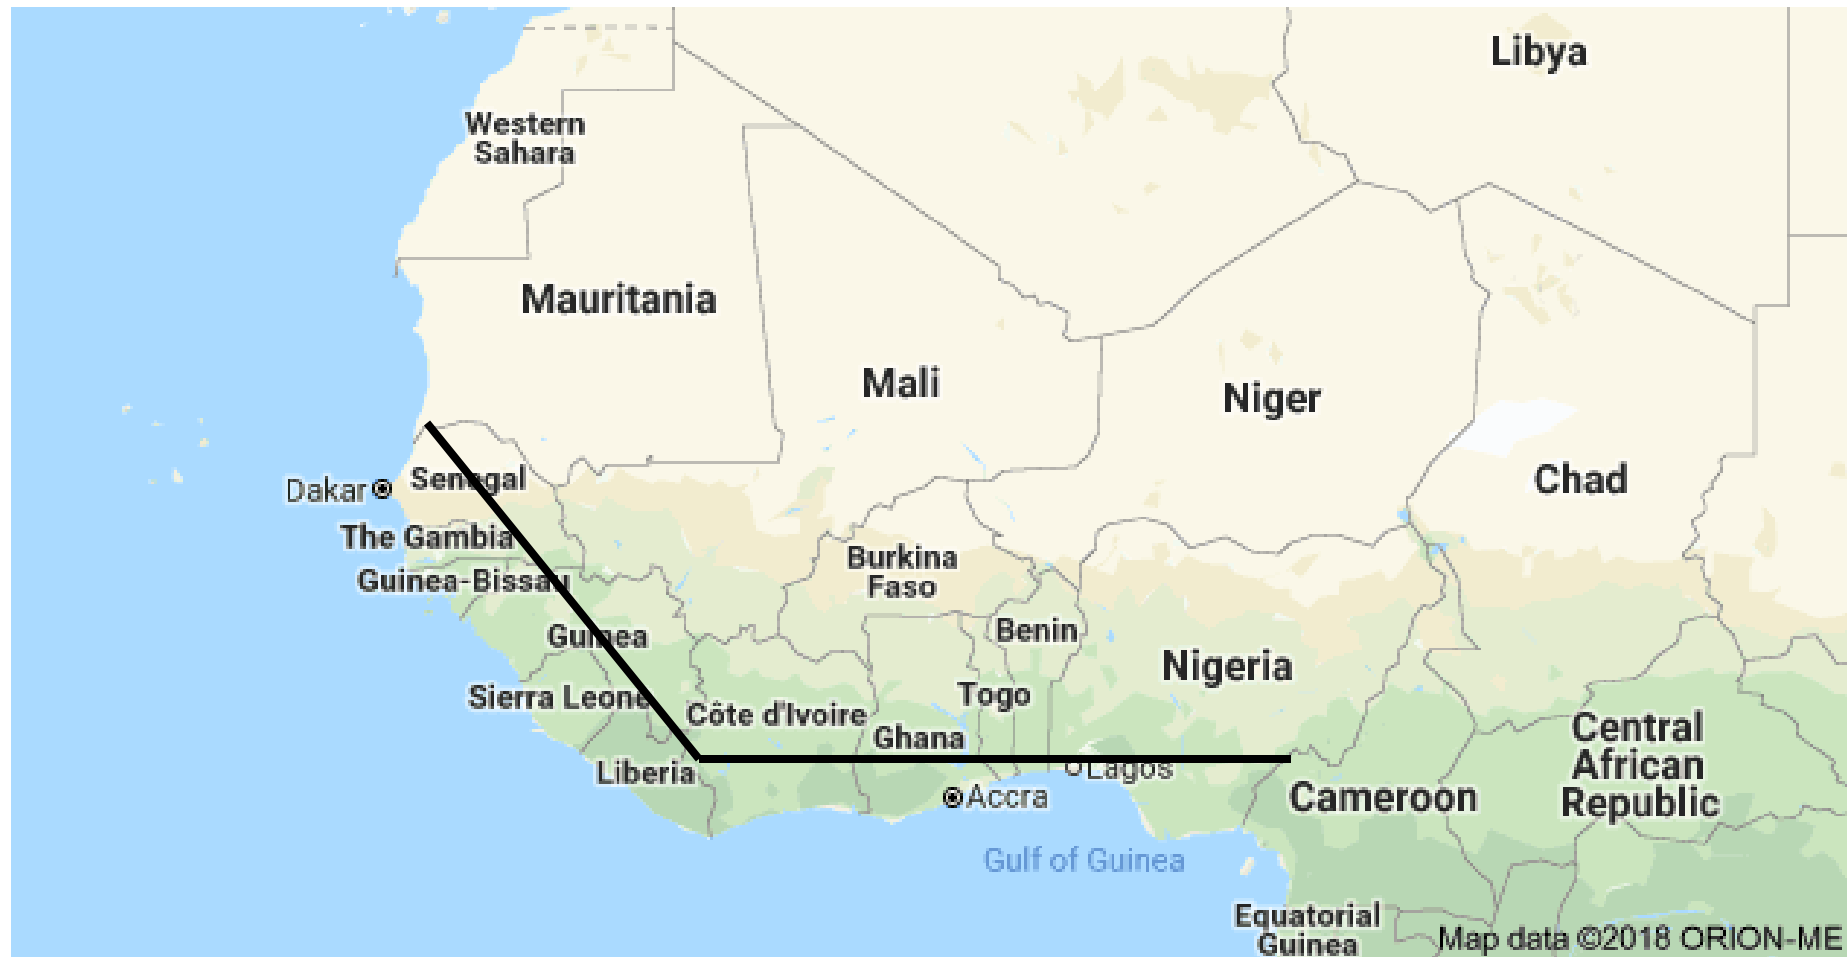 Libya
Western
Sahara
Mauritania
Mali
Niger
Chad
Senegal
Dakar
The Gambia
Guinea-Bissau
Burkina
Faso
Guinea
Benin
Nigeria
Sierra Leone
Togo
Côte d'Ivoire
Ghana
Central
African
Republic
Liberia
Lagos
Accra
Cameroon
Gulf of Guinea
Equatorial
Guinea
Map data ©2018 ORION-ME